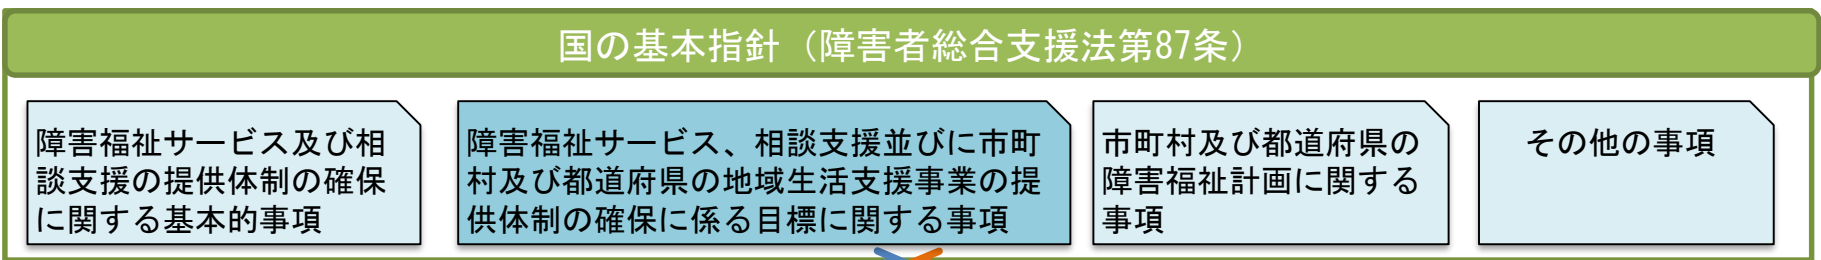 国の基本指針（障害者総合支援法第87条）
障害福祉サービス及び相
談支援の提供体制の確保
に関する基本的事項
障害福祉サービス、相談支援並びに市町
村及び都道府県の地域生活支援事業の提
供体制の確保に係る目標に関する事項
市町村及び都道府県の
障害福祉計画に関する
事項
その他の事項